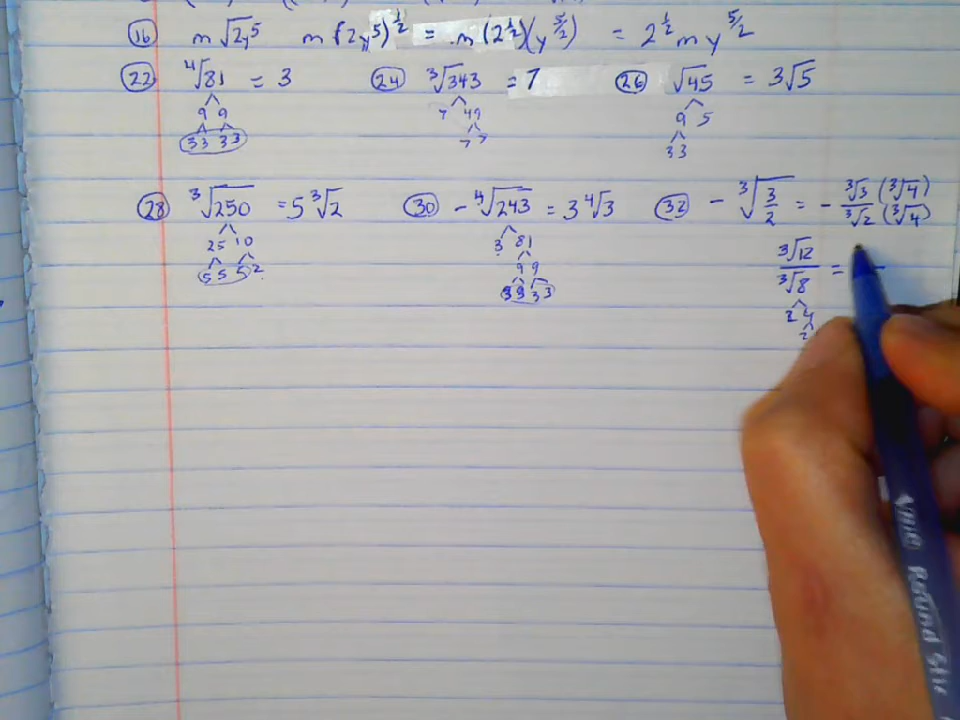 16 m√2y⁵ m(2y⁵)^½ = m(2^½)(y^5/2) = 2^½ m y^5/2
22 ⁴√81 = 3 24 ³√343 = 7 26 √45 = 3√5
9 9 7 49 9 5
3 3 3 3 7 7 3 3
28 ³√250 = 5 ³√2 30 -⁴√243 = 3 ⁴√3 32 - ³√3/2 = - ³√3 (³√4) / ³√2 (³√4)
25 10 3 81 ³√12 / ³√8 =
5 5 5 2 9 9 2 4
3 3 3 3 2
Round Stic